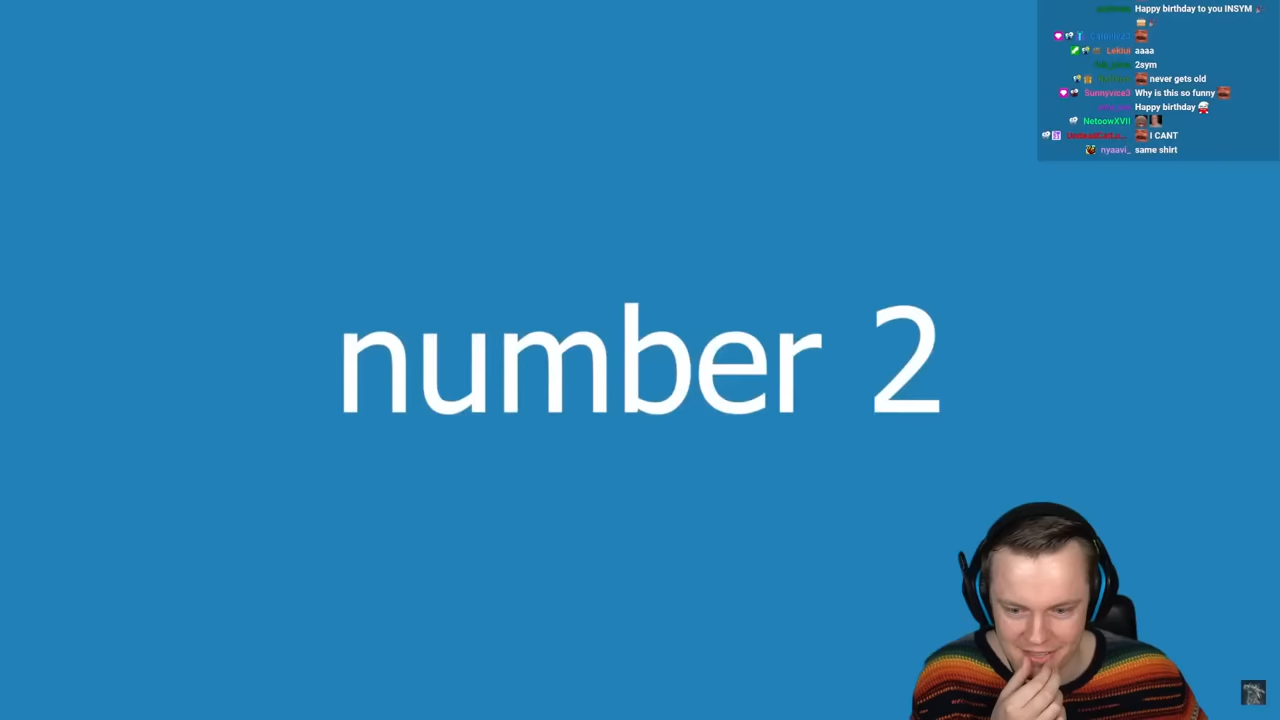 Happy birthday to you INSYM
Lekiui aaaa
2sym
never gets old
Sunnyvice3 Why is this so funny
Happy birthday
NetoowXVII
I CANT
nyaavi_ same shirt
number 2